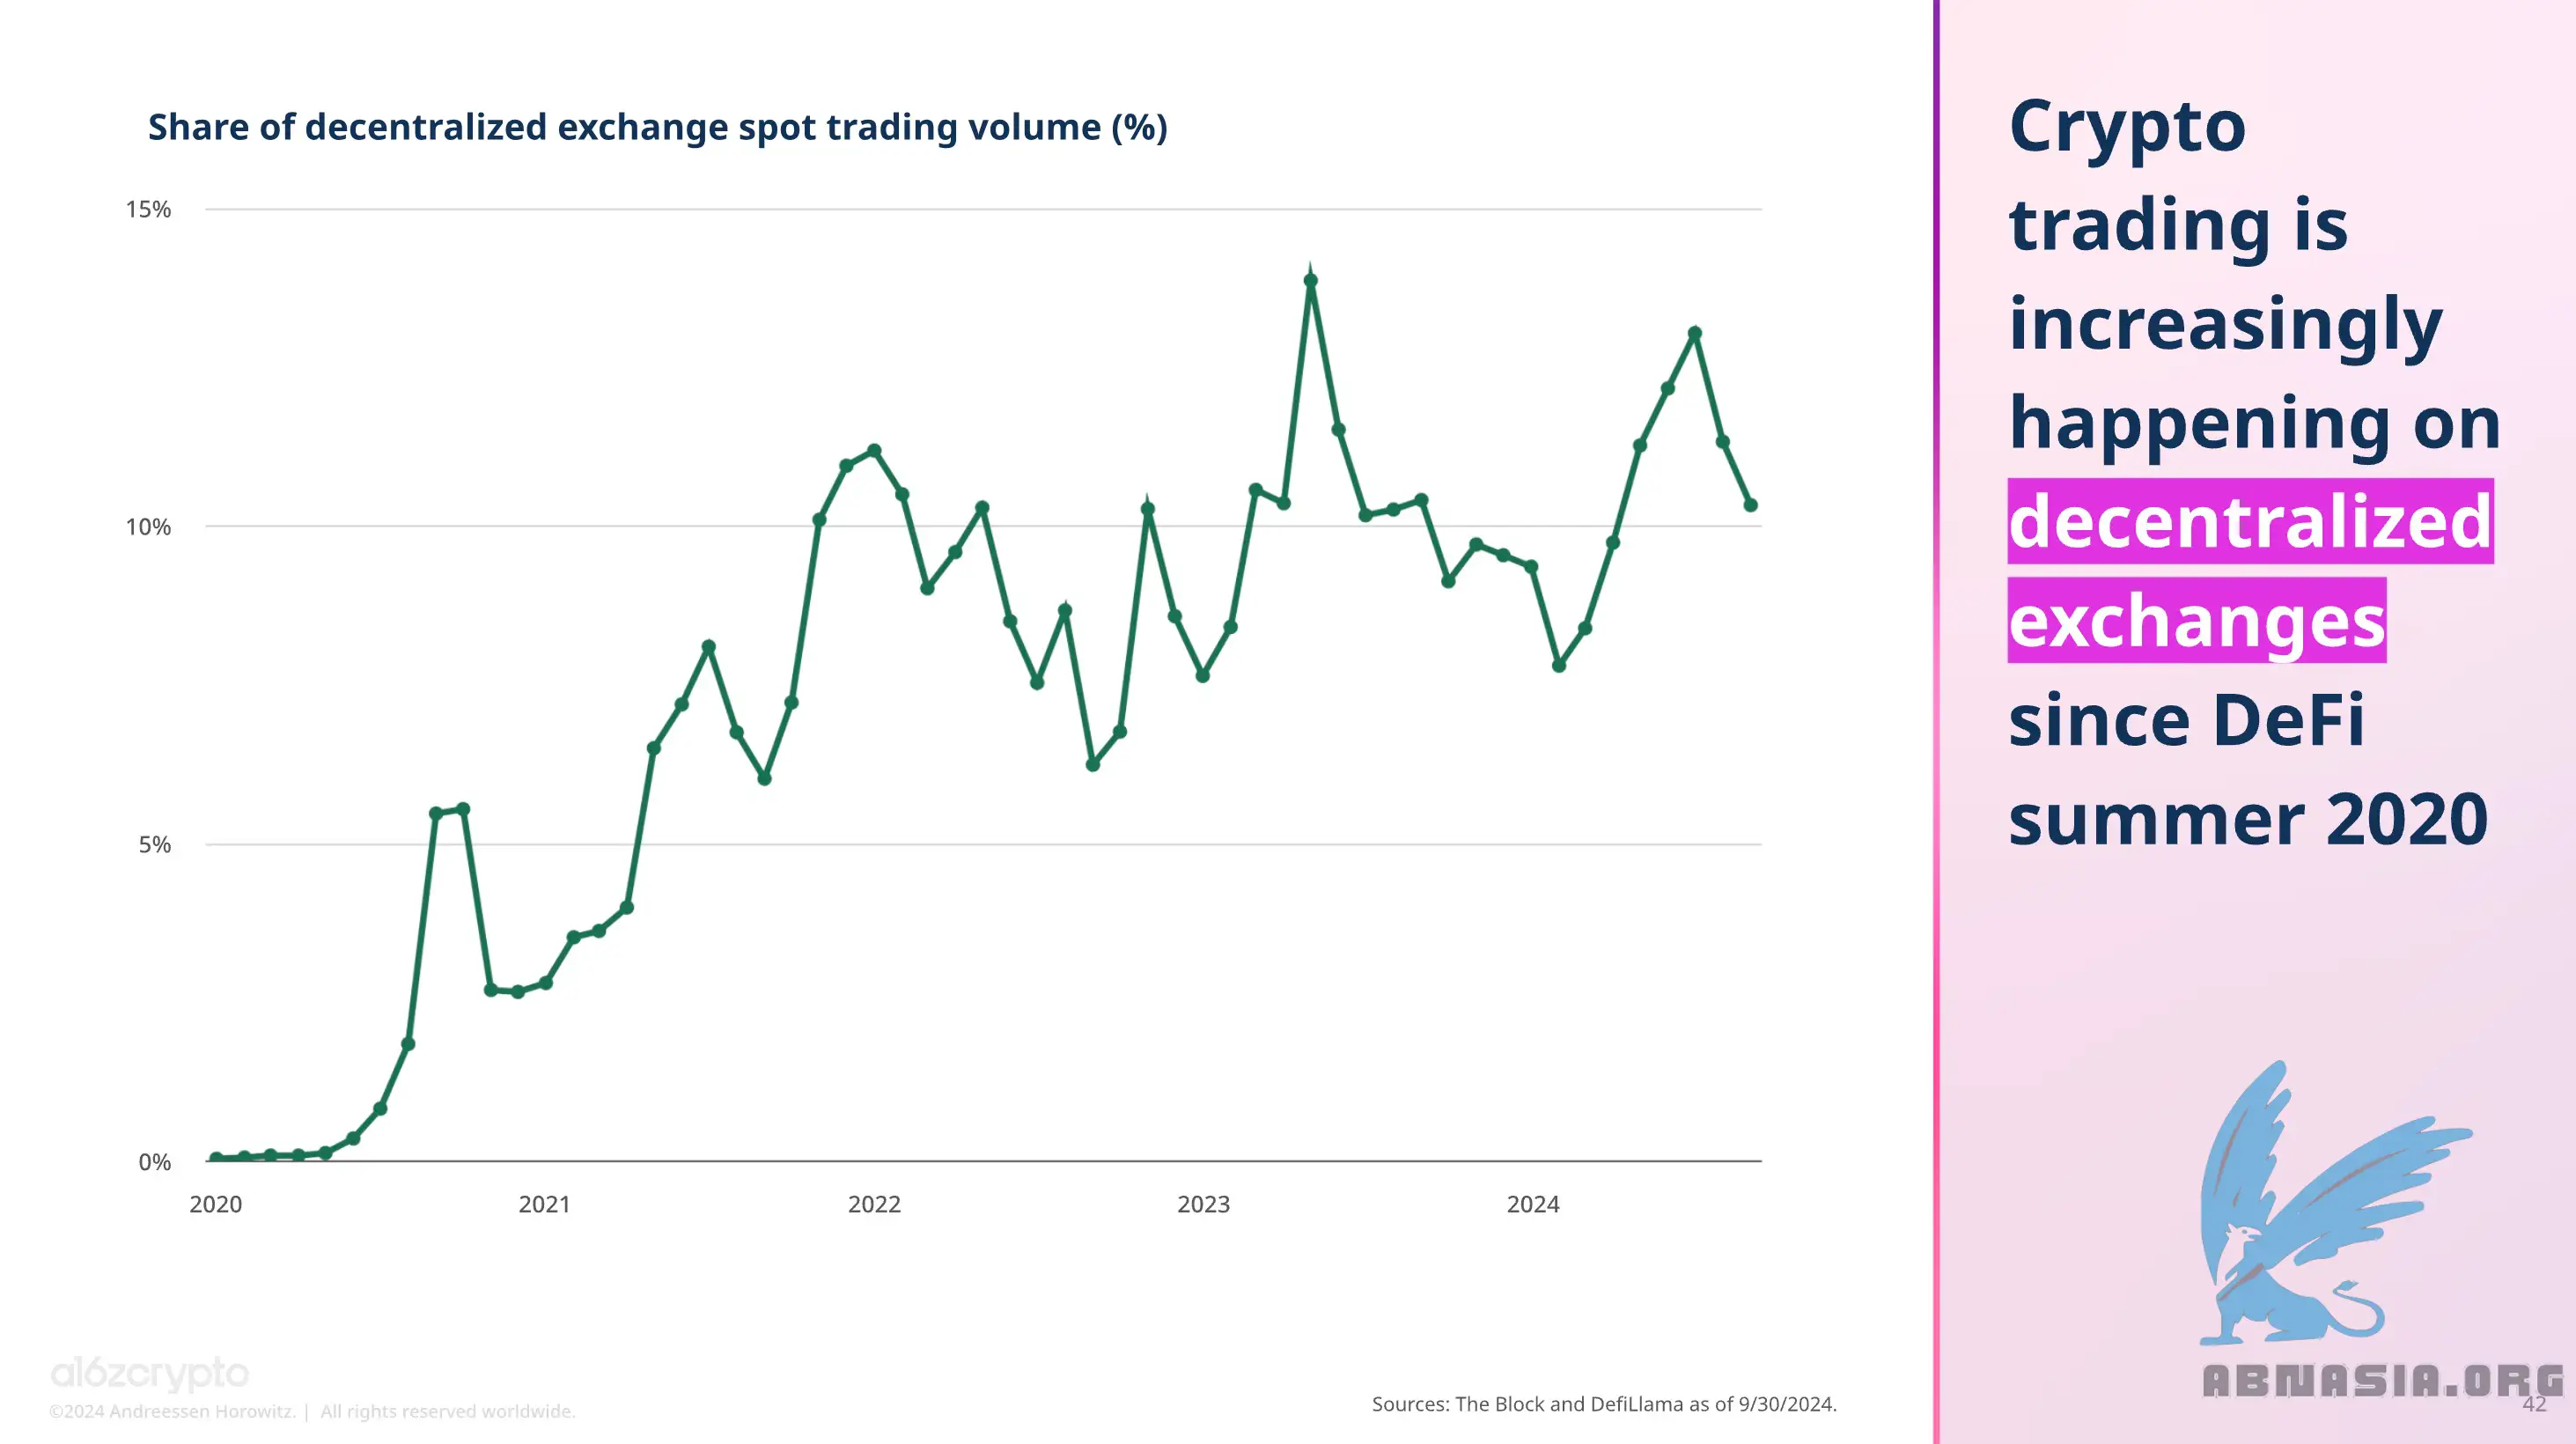 Share of decentralized exchange spot trading volume (%)
15%
10%
5%
0%
2020 2021 2022 2023 2024
Crypto
trading is
increasingly
happening on
decentralized
exchanges
since DeFi
summer 2020
a16zcrypto
©2024 Andreessen Horowitz. | All rights reserved worldwide.
Sources: The Block and DefiLlama as of 9/30/2024.
ABNASIA.ORG
42